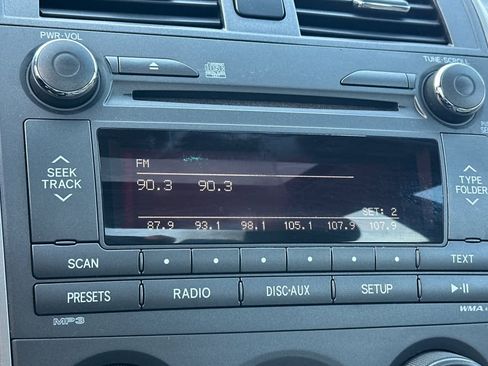 PWR·VOL
TUNE·SCROLL
FM
90.3 90.3
SET: 2
87.9 93.1 98.1 105.1 107.9 107.9
SEEK
TRACK
TYPE
FOLDER
SCAN
TEXT
PRESETS
RADIO
DISC·AUX
SETUP
MP3
WMA